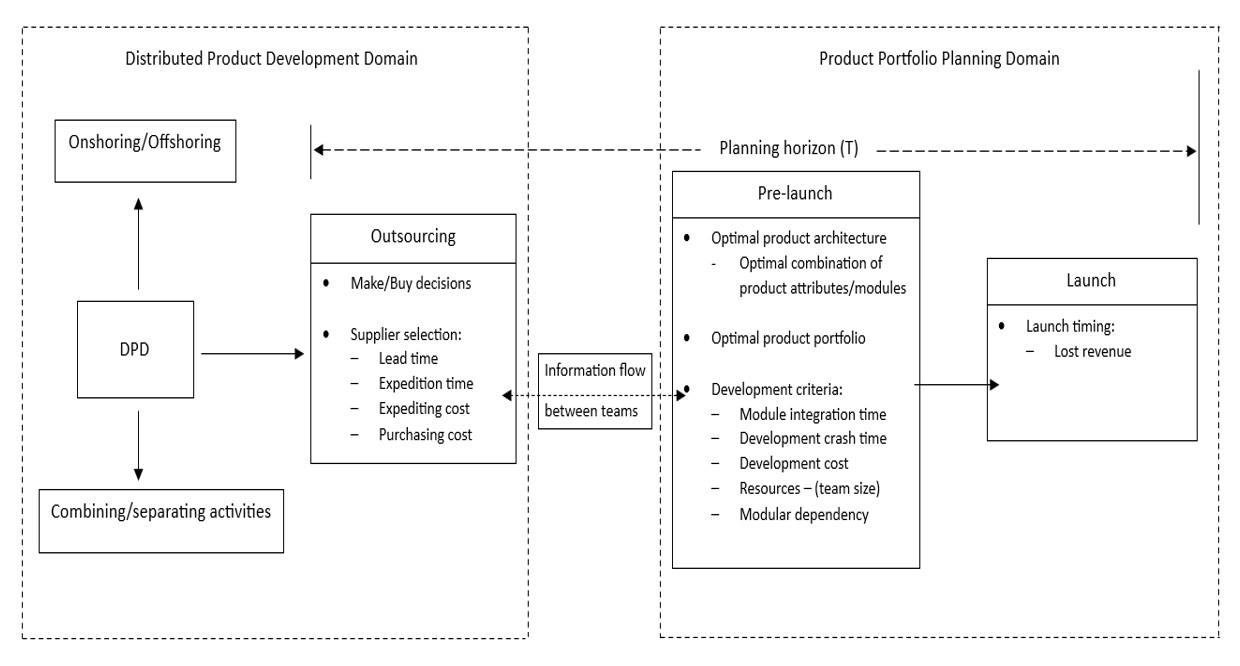 Distributed Product Development Domain
Onshoring/Offshoring
DPD
Combining/separating activities
Outsourcing
• Make/Buy decisions
• Supplier selection:
– Lead time
– Expedition time
– Expediting cost
– Purchasing cost
Information flow
between teams
Product Portfolio Planning Domain
Planning horizon (T)
Pre-launch
• Optimal product architecture
- Optimal combination of
product attributes/modules
• Optimal product portfolio
• Development criteria:
– Module integration time
– Development crash time
– Development cost
– Resources – (team size)
– Modular dependency
Launch
• Launch timing:
– Lost revenue